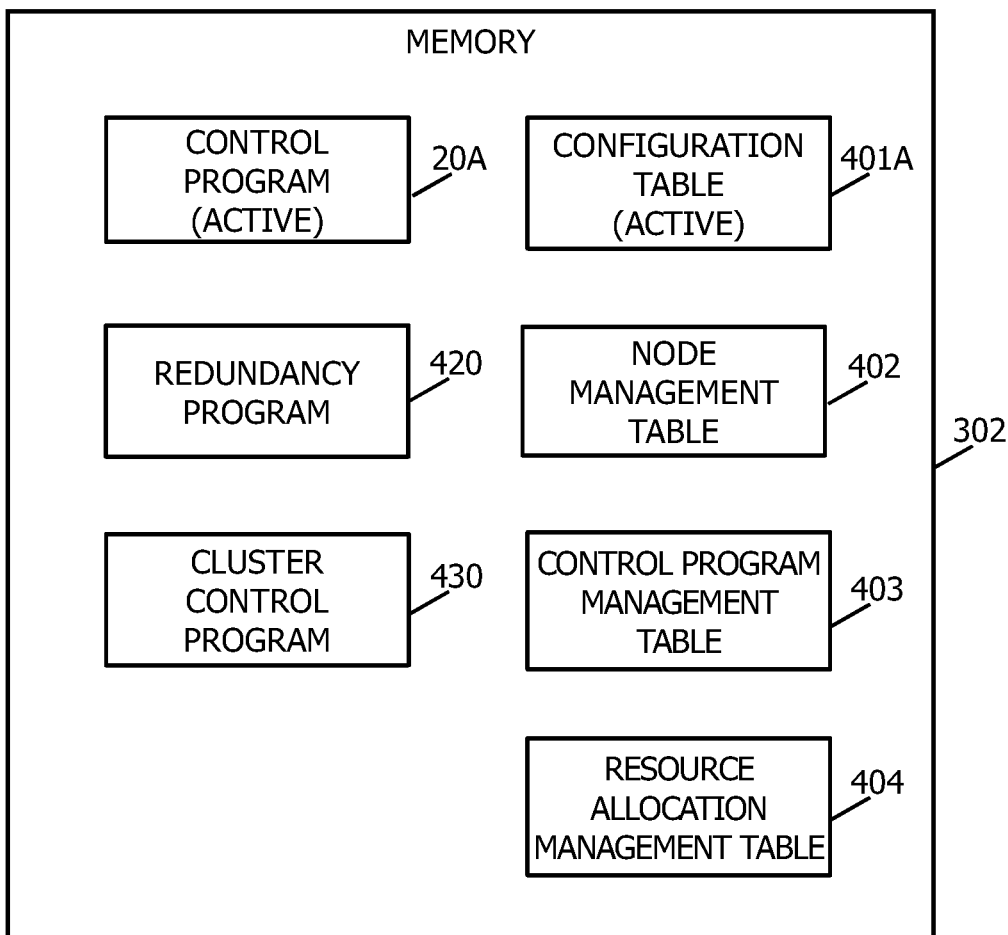 MEMORY
CONTROL
PROGRAM
(ACTIVE)
20A
CONFIGURATION
TABLE
(ACTIVE)
401A
REDUNDANCY
PROGRAM
420
NODE
MANAGEMENT
TABLE
402
302
CLUSTER
CONTROL
PROGRAM
430
CONTROL PROGRAM
MANAGEMENT
TABLE
403
RESOURCE
ALLOCATION
MANAGEMENT TABLE
404